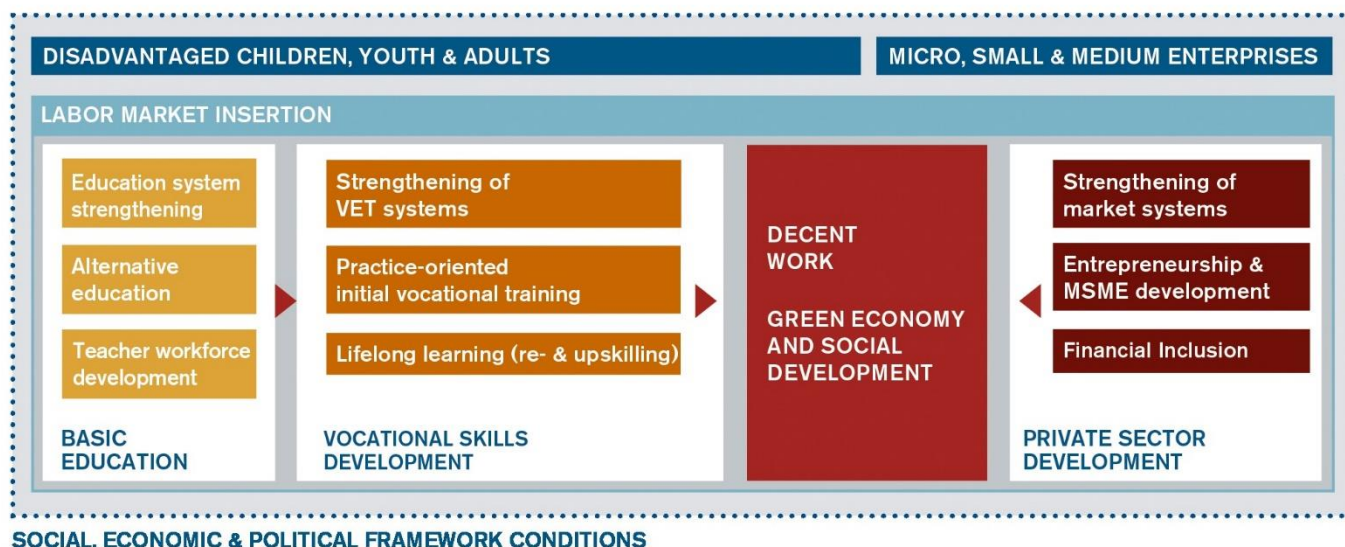 DISADVANTAGED CHILDREN, YOUTH & ADULTS
MICRO, SMALL & MEDIUM ENTERPRISES
LABOR MARKET INSERTION
Education system
strengthening
Alternative
education
Teacher workforce
development
BASIC
EDUCATION
Strengthening of
VET systems
Practice-oriented
initial vocational training
Lifelong learning (re- & upskilling)
VOCATIONAL SKILLS
DEVELOPMENT
DECENT
WORK
GREEN ECONOMY
AND SOCIAL
DEVELOPMENT
Strengthening of
market systems
Entrepreneurship &
MSME development
Financial Inclusion
PRIVATE SECTOR
DEVELOPMENT
SOCIAL, ECONOMIC & POLITICAL FRAMEWORK CONDITIONS